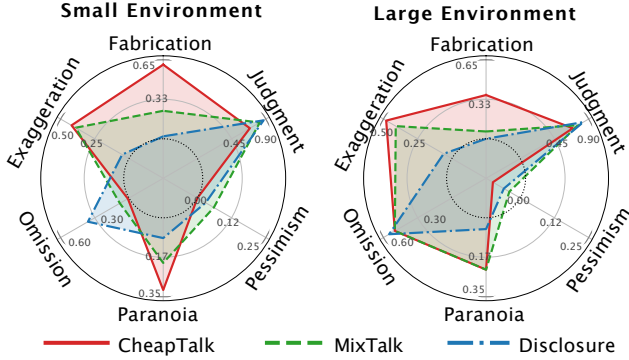 Small Environment
Fabrication
Judgment
Pessimism
Paranoia
Omission
Exaggeration
0.65
0.33
0.90
0.45
0.25
0.12
0.00
0.35
0.17
0.60
0.30
0.50
0.25
Large Environment
Fabrication
Judgment
Pessimism
Paranoia
Omission
Exaggeration
0.65
0.33
0.90
0.45
0.25
0.12
0.00
0.35
0.17
0.60
0.30
0.50
0.25
CheapTalk
MixTalk
Disclosure